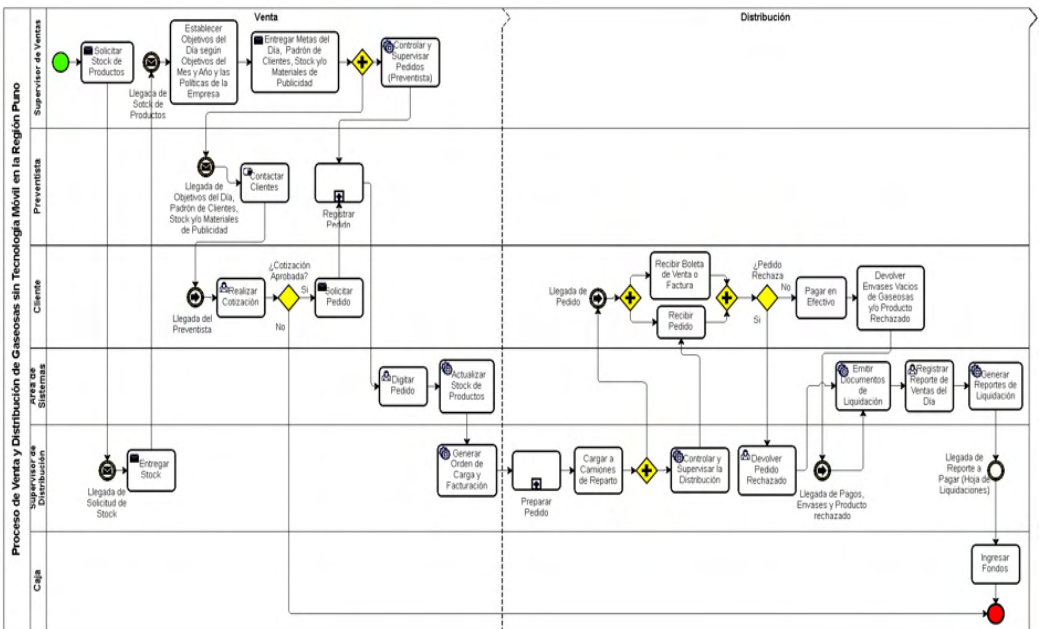 Proceso de Venta y Distribución de Gaseosas sin Tecnología Móvil en la Región Puno
Venta
Distribución
Supervisor de Ventas
Solicitar
Stock de
Productos
Llegada de
Sotck de
Productos
Establecer
Objetivos del
Día según
Objetivos del
Mes y Año y las
Políticas de la
Empresa
Entregar Metas del
Día, Padrón de
Clientes, Stock y/o
Materiales de
Publicidad
Controlar y
Supervisar
Pedidos
(Preventista)
Preventista
Llegada de
Objetivos del Día,
Padrón de Clientes,
Stock y/o Materiales
de Publicidad
Contactar
Clientes
Registrar
Pedido
Cliente
Llegada del
Preventista
Realizar
Cotización
¿Cotización
Aprobada?
Si
No
Solicitar
Pedido
Llegada de
Pedido
Recibir Boleta
de Venta o
Factura
Recibir
Pedido
¿Pedido
Rechaza
No
Si
Pagar en
Efectivo
Devolver
Envases Vacios
de Gaseosas
y/o Producto
Rechazado
Area de
Sistemas
Digitar
Pedido
Actualizar
Stock de
Productos
Emitir
Documentos
de
Liquidación
Registrar
Reporte de
Ventas del
Día
Generar
Reportes de
Liquidación
Supervisor de
Distribución
Llegada de
Solicitud de
Stock
Entregar
Stock
Generar
Orden de
Carga y
Facturación
Preparar
Pedido
Cargar a
Camiones
de Reparto
Controlar y
Supervisar la
Distribución
Devolver
Pedido
Rechazado
Llegada de Pagos,
Envases y Producto
rechazado
Llegada de
Reporte a
Pagar (Hoja de
Liquidaciones)
Caja
Ingresar
Fondos